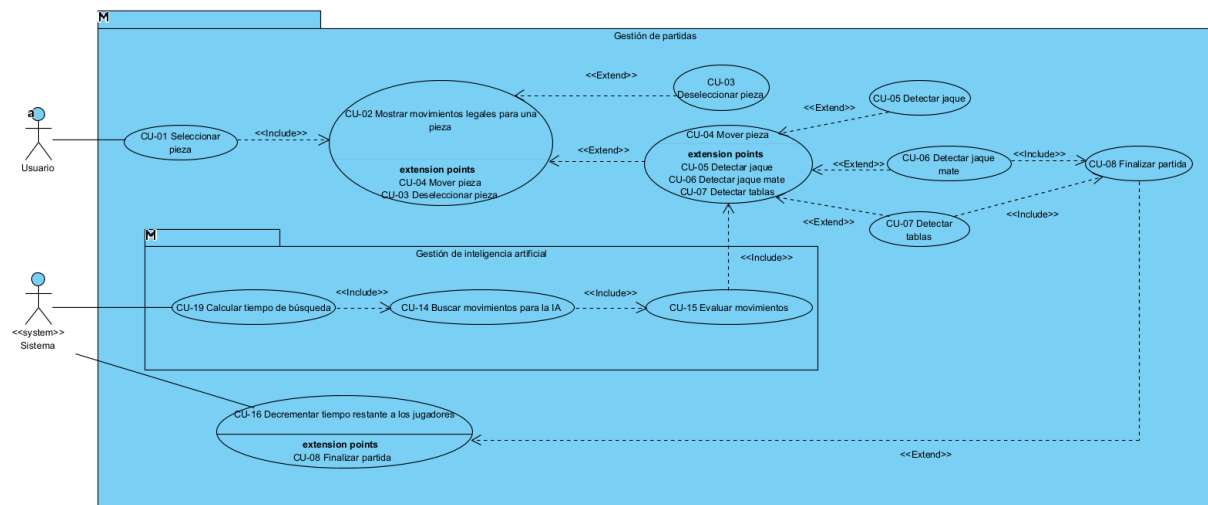 M
Gestión de partidas
<<Extend>>
CU-03
Deseleccionar pieza
CU-05 Detectar jaque
<<Extend>>
a
Usuario
CU-01 Seleccionar
pieza
<<Include>>
CU-02 Mostrar movimientos legales para una
pieza
extension points
CU-04 Mover pieza
CU-03 Deseleccionar pieza
<<Extend>>
CU-04 Mover pieza
extension points
CU-05 Detectar jaque
CU-06 Detectar jaque mate
CU-07 Detectar tablas
<<Extend>>
CU-06 Detectar jaque
mate
<<Include>>
CU-08 Finalizar partida
<<Extend>>
CU-07 Detectar
tablas
<<Include>>
M
Gestión de inteligencia artificial
<<Include>>
<<system>>
Sistema
CU-19 Calcular tiempo de búsqueda
<<Include>>
CU-14 Buscar movimientos para la IA
<<Include>>
CU-15 Evaluar movimientos
CU-16 Decrementar tiempo restante a los jugadores
extension points
CU-08 Finalizar partida
<<Extend>>